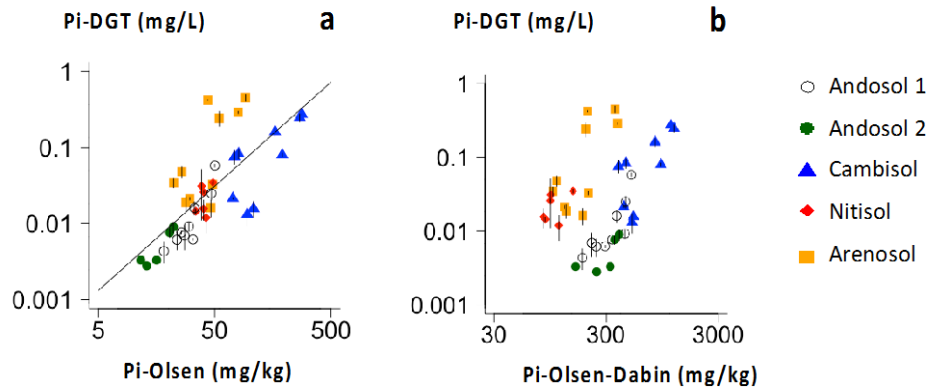 Pi-DGT (mg/L)
a
1
0.1
0.01
0.001
5
50
500
Pi-Olsen (mg/kg)
Pi-DGT (mg/L)
b
1
0.1
0.01
0.001
30
300
3000
Pi-Olsen-Dabin (mg/kg)
Andosol 1
Andosol 2
Cambisol
Nitisol
Arenosol